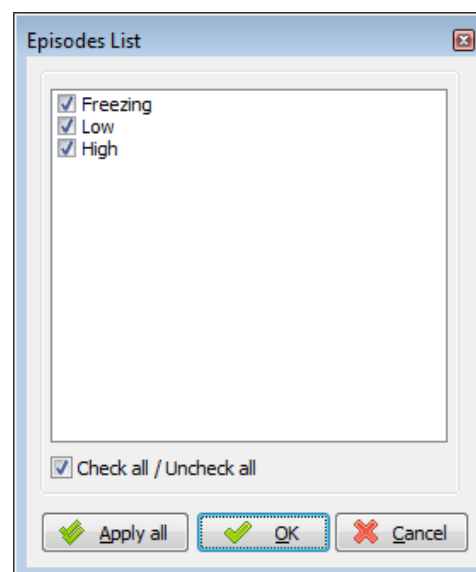 Episodes List
Freezing
Low
High
Check all / Uncheck all
Apply all
OK
Cancel